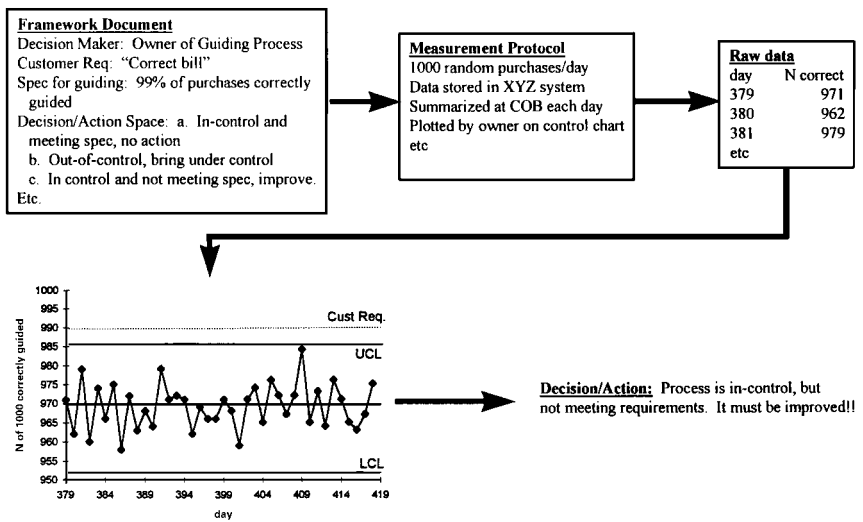 Framework Document
Decision Maker: Owner of Guiding Process
Customer Req: "Correct bill"
Spec for guiding: 99% of purchases correctly
guided
Decision/Action Space: a. In-control and
meeting spec, no action
b. Out-of-control, bring under control
c. In control and not meeting spec, improve.
Etc.
Measurement Protocol
1000 random purchases/day
Data stored in XYZ system
Summarized at COB each day
Plotted by owner on control chart
etc
Raw data
day N correct
379 971
380 962
381 979
etc
N of 1000 correctly guided
1000
995
990
985
980
975
970
965
960
955
950
Cust Req.
UCL
LCL
379 384 389 394 399 404 409 414 419
day
Decision/Action: Process is in-control, but
not meeting requirements. It must be improved!!